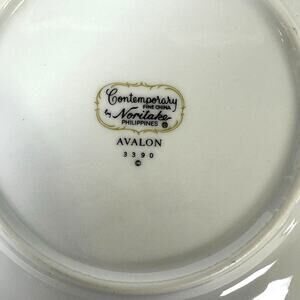 Contemporary
FINE CHINA
by Noritake ®
PHILIPPINES
AVALON
3390
©